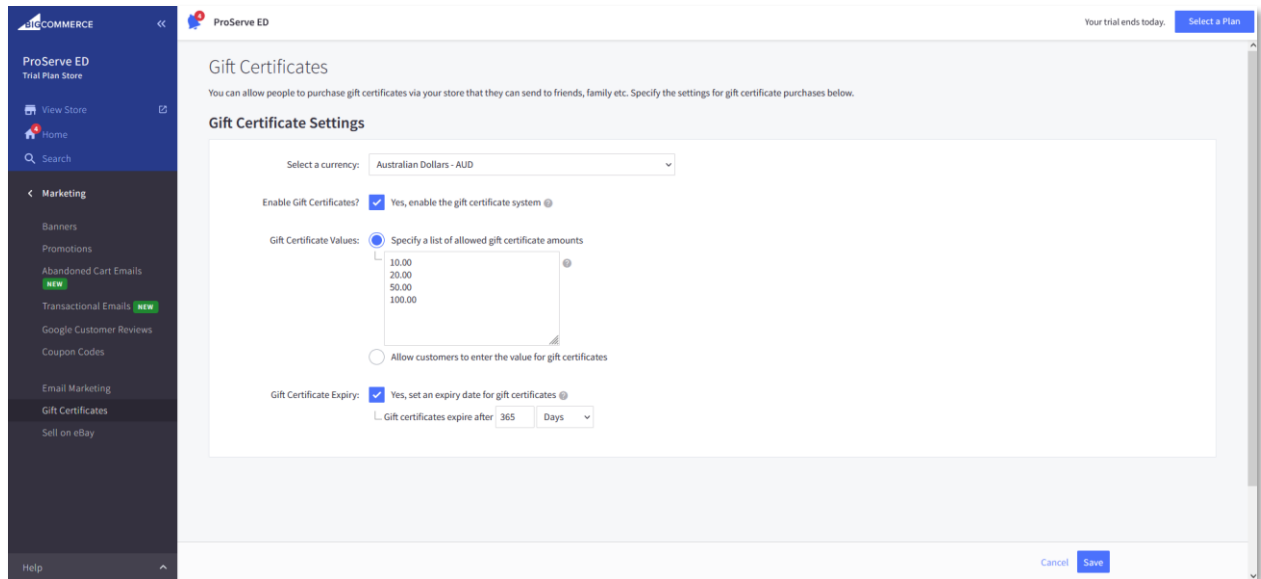 BIGCOMMERCE
ProServe ED
Trial Plan Store
View Store
4
Home
Search
Marketing
Banners
Promotions
Abandoned Cart Emails
NEW
Transactional Emails NEW
Google Customer Reviews
Coupon Codes
Email Marketing
Gift Certificates
Sell on eBay
Help
4
ProServe ED
Your trial ends today.
Select a Plan
Gift Certificates
You can allow people to purchase gift certificates via your store that they can send to friends, family etc. Specify the settings for gift certificate purchases below.
Gift Certificate Settings
Select a currency: Australian Dollars - AUD
Enable Gift Certificates? Yes, enable the gift certificate system
Gift Certificate Values: Specify a list of allowed gift certificate amounts
10.00
20.00
50.00
100.00
Allow customers to enter the value for gift certificates
Gift Certificate Expiry: Yes, set an expiry date for gift certificates
Gift certificates expire after 365 Days
Cancel Save